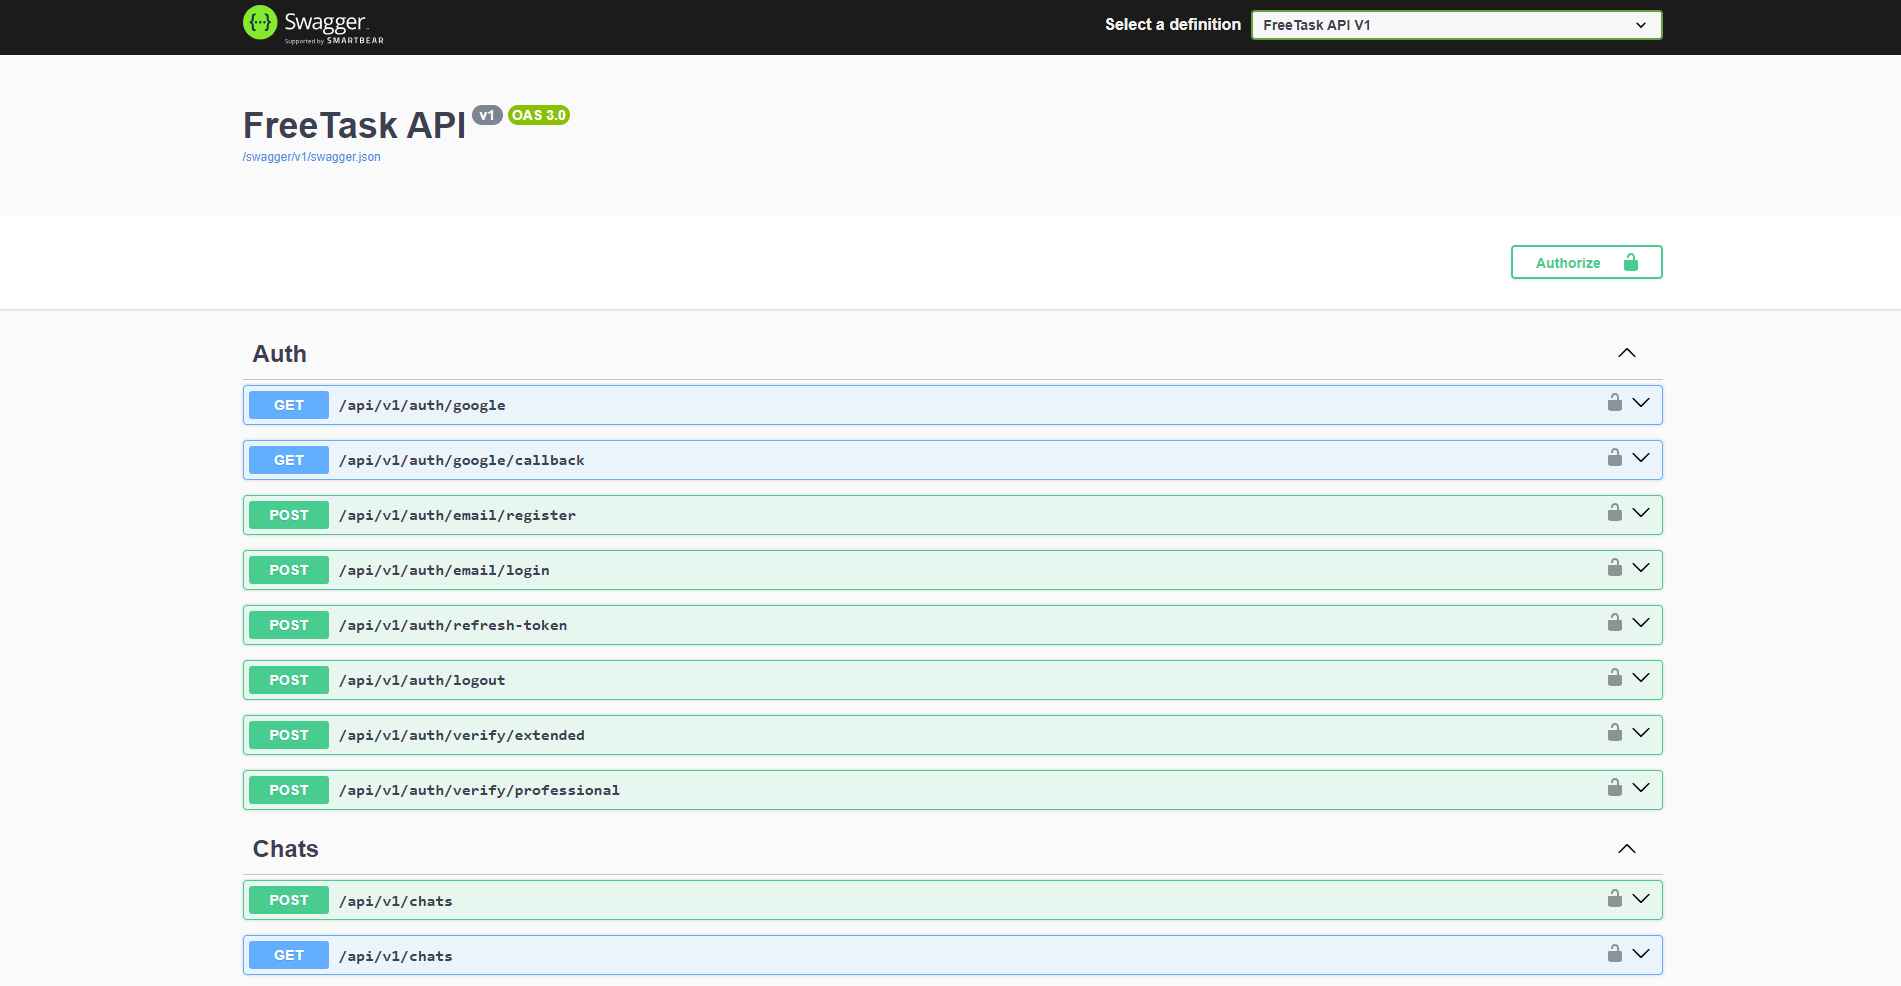 Swagger
Supported by SMARTBEAR
Select a definition
FreeTask API V1
FreeTask API v1 OAS 3.0
/swagger/v1/swagger.json
Authorize
Auth
GET /api/v1/auth/google
GET /api/v1/auth/google/callback
POST /api/v1/auth/email/register
POST /api/v1/auth/email/login
POST /api/v1/auth/refresh-token
POST /api/v1/auth/logout
POST /api/v1/auth/verify/extended
POST /api/v1/auth/verify/professional
Chats
POST /api/v1/chats
GET /api/v1/chats